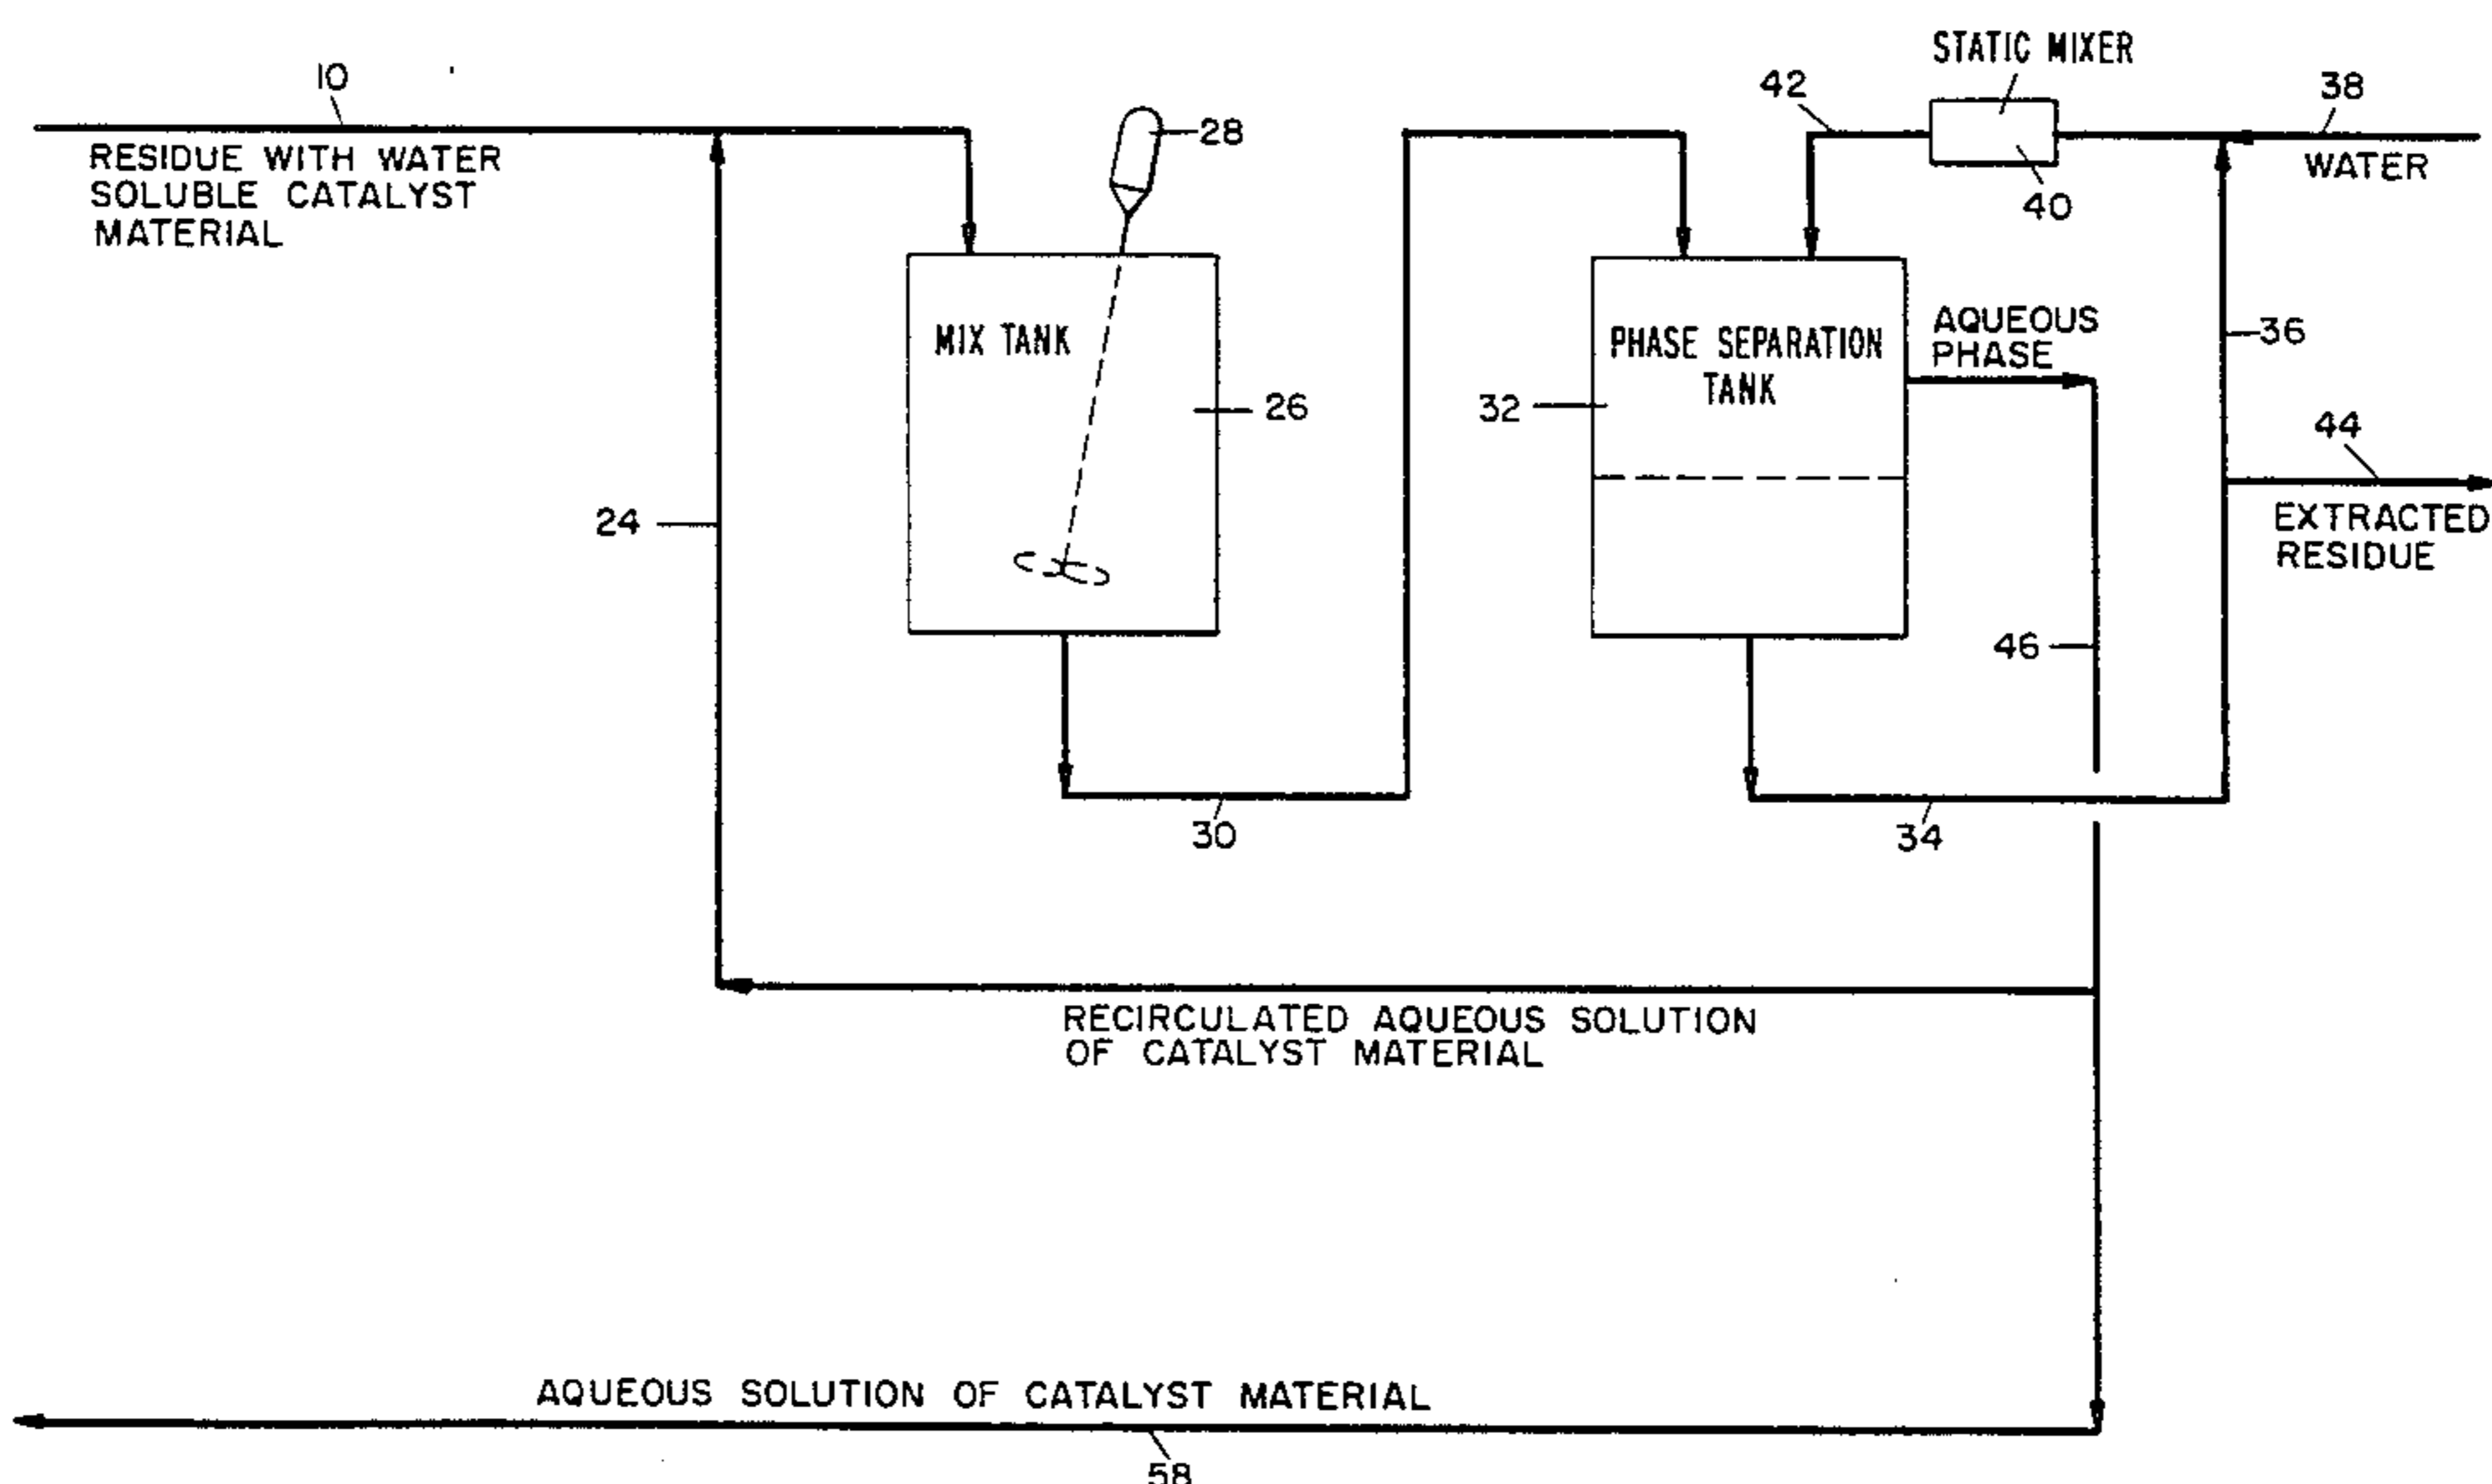 STATIC MIXER
10
42
38
28
RESIDUE WITH WATER
SOLUBLE CATALYST
MATERIAL
WATER
40
MIX TANK
PHASE SEPARATION
TANK
AQUEOUS
PHASE
36
26
32
44
24
EXTRACTED
RESIDUE
46
30
34
RECIRCULATED AQUEOUS SOLUTION
OF CATALYST MATERIAL
AQUEOUS SOLUTION OF CATALYST MATERIAL
58